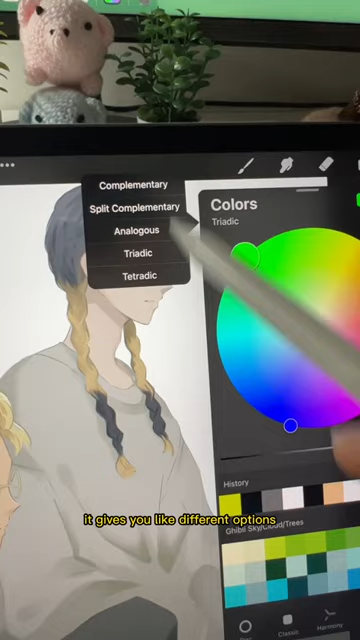 Complementary
Split Complementary
Analogous
Triadic
Tetradic
Colors
Triadic
History
it gives you like different options
Ghibli Sky/Cloud/Trees
Disc
Classic
Harmony